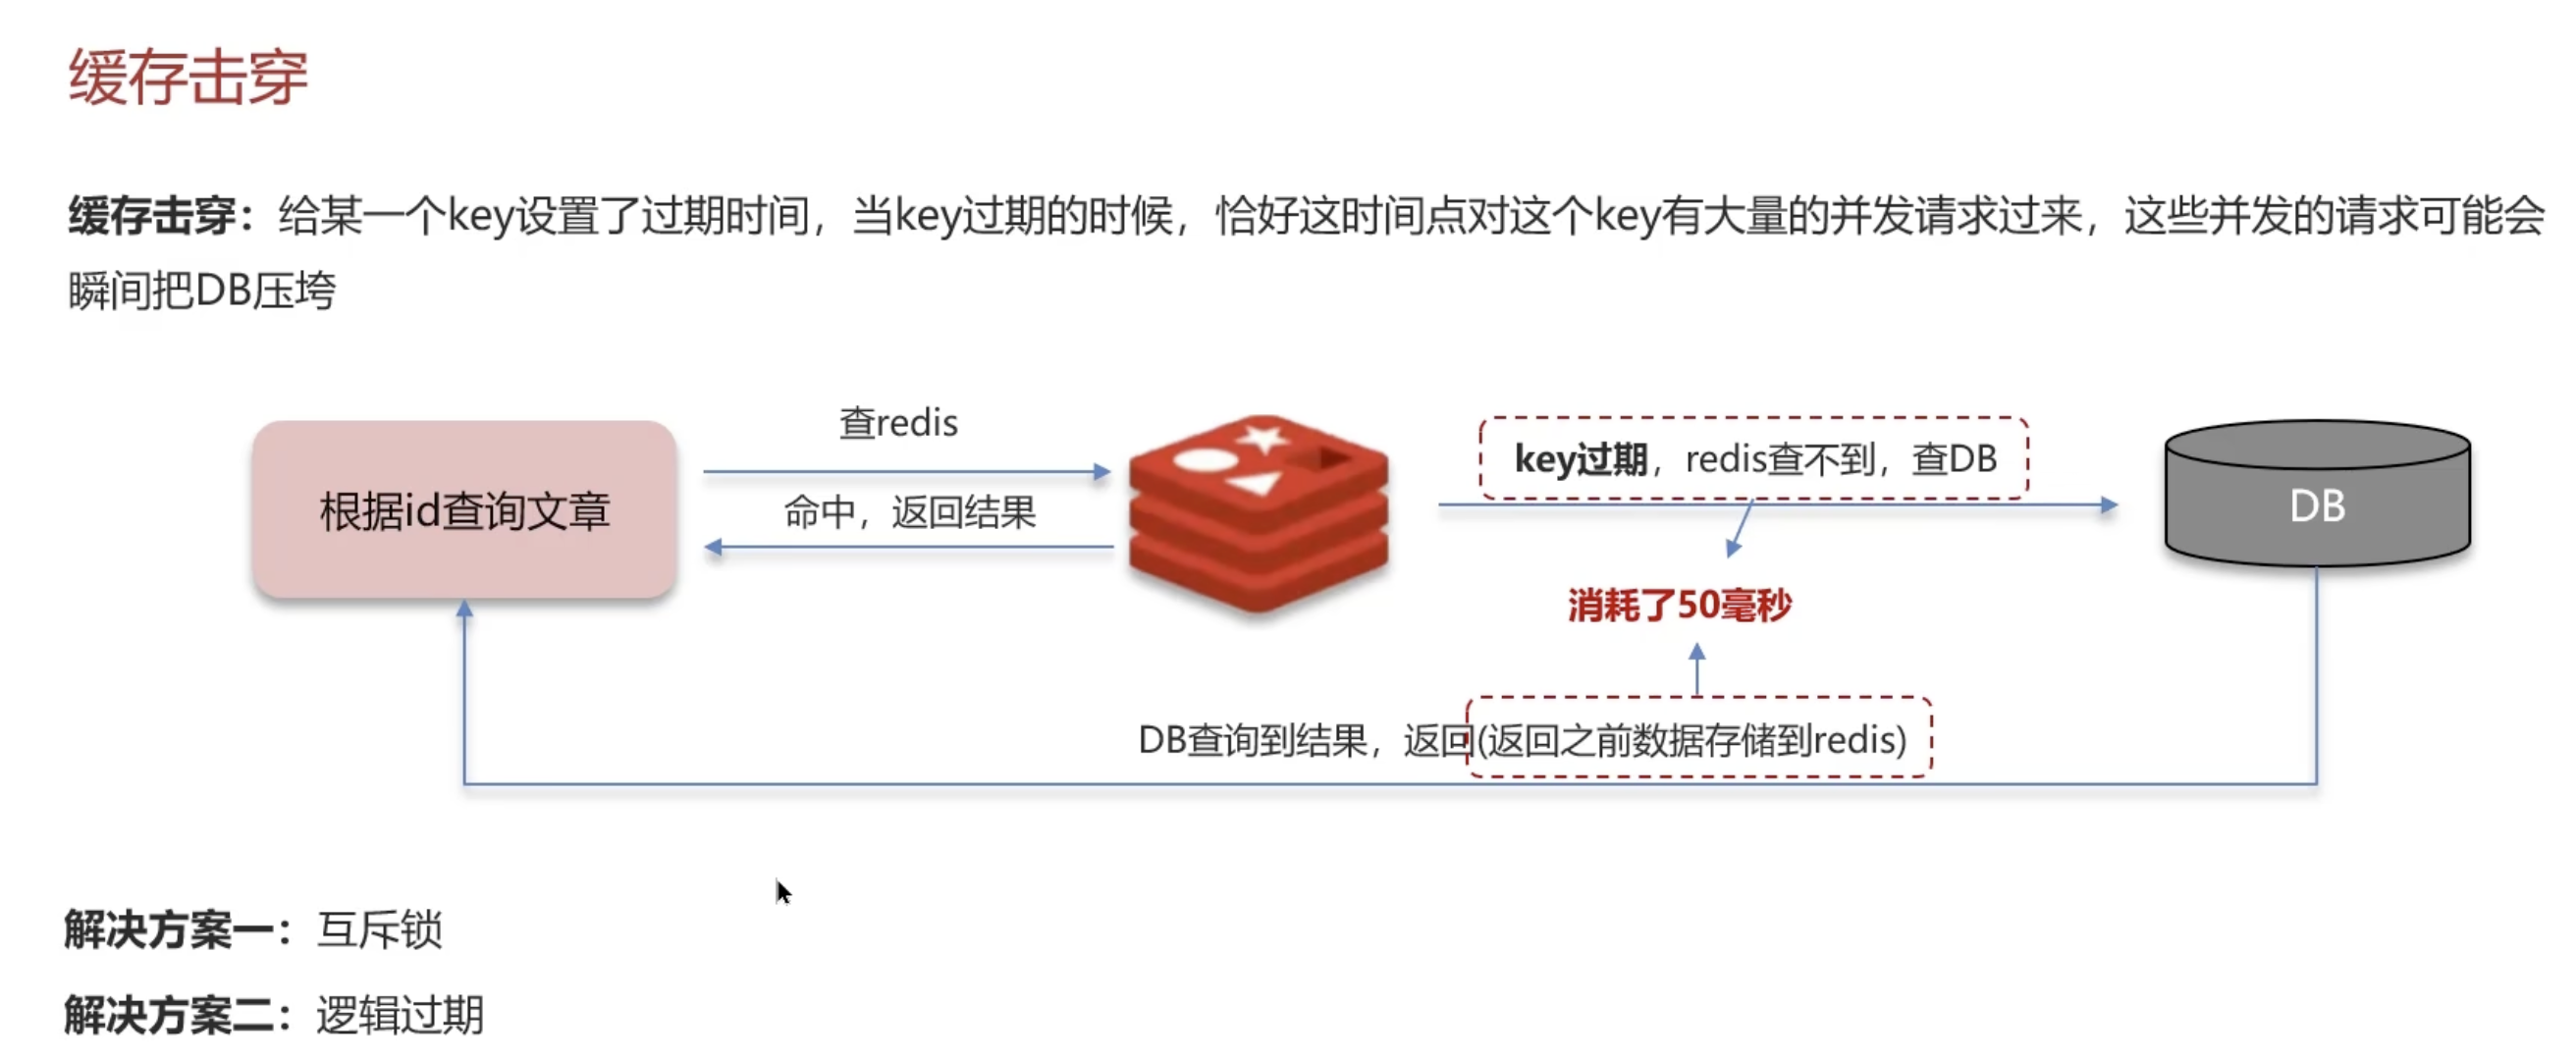 缓存击穿
缓存击穿：给某一个key设置了过期时间，当key过期的时候，恰好这时间点对这个key有大量的并发请求过来，这些并发的请求可能会
瞬间把DB压垮
查redis
key过期，redis查不到，查DB
根据id查询文章
命中，返回结果
DB
消耗了50毫秒
DB查询到结果，返回(返回之前数据存储到redis)
解决方案一：互斥锁
解决方案二：逻辑过期